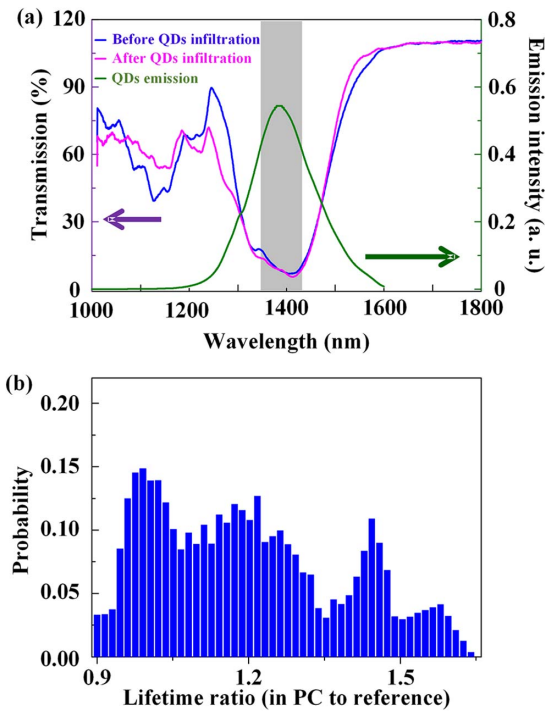 (a)
120
90
60
30
0
Transmission (%)
Before QDs infiltration
After QDs infiltration
QDs emission
0.8
0.6
0.4
0.2
0
Emission intensity (a. u.)
1000 1200 1400 1600 1800
Wavelength (nm)
(b)
0.20
0.15
0.10
0.05
0.00
Probability
0.9 1.2 1.5
Lifetime ratio (in PC to reference)